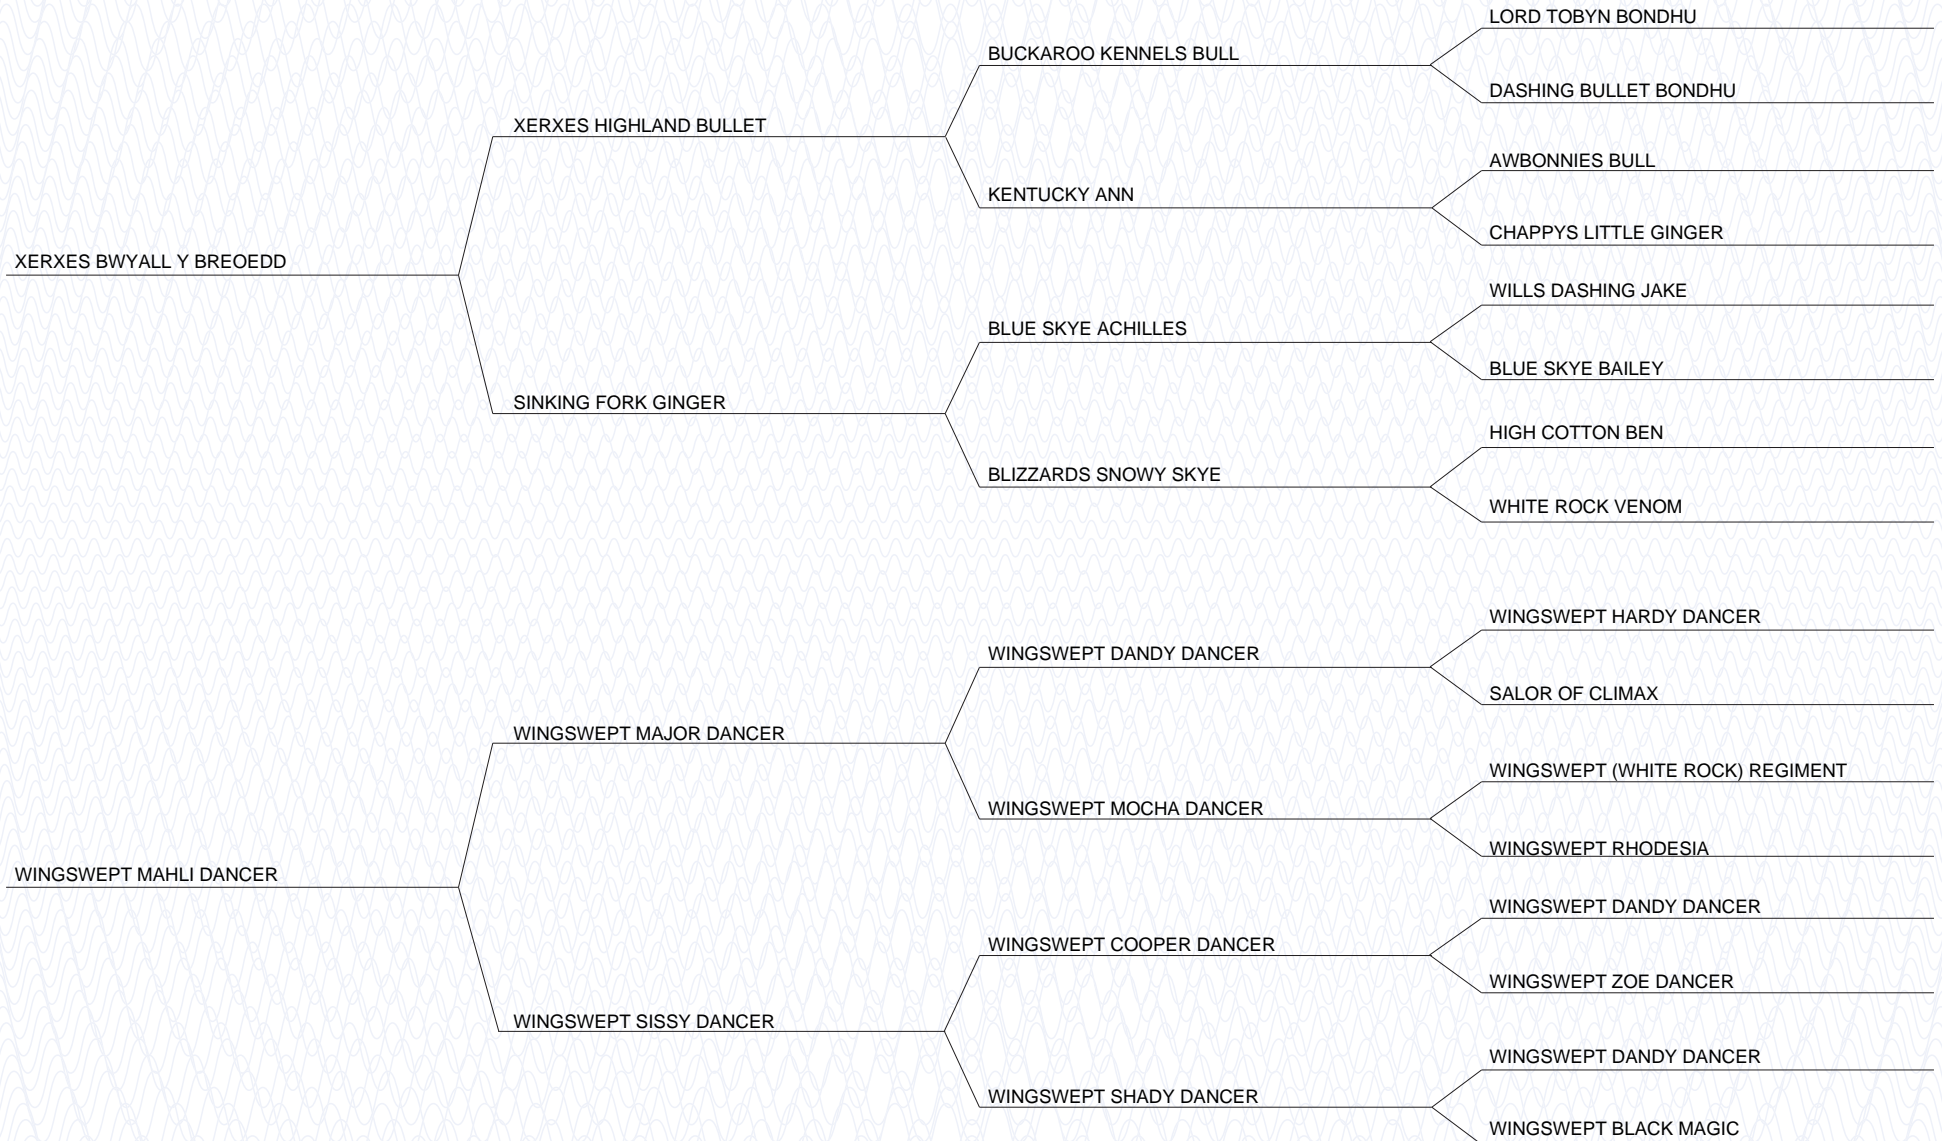 LORD TOBYN BONDHU
BUCKAROO KENNELS BULL
DASHING BULLET BONDHU
XERXES HIGHLAND BULLET
AWBONNIES BULL
KENTUCKY ANN
CHAPPYS LITTLE GINGER
XERXES BWYALL Y BREOEDD
WILLS DASHING JAKE
BLUE SKYE ACHILLES
BLUE SKYE BAILEY
SINKING FORK GINGER
HIGH COTTON BEN
BLIZZARDS SNOWY SKYE
WHITE ROCK VENOM
WINGSWEPT HARDY DANCER
WINGSWEPT DANDY DANCER
SALOR OF CLIMAX
WINGSWEPT MAJOR DANCER
WINGSWEPT (WHITE ROCK) REGIMENT
WINGSWEPT MOCHA DANCER
WINGSWEPT RHODESIA
WINGSWEPT MAHLI DANCER
WINGSWEPT DANDY DANCER
WINGSWEPT COOPER DANCER
WINGSWEPT ZOE DANCER
WINGSWEPT SISSY DANCER
WINGSWEPT DANDY DANCER
WINGSWEPT SHADY DANCER
WINGSWEPT BLACK MAGIC